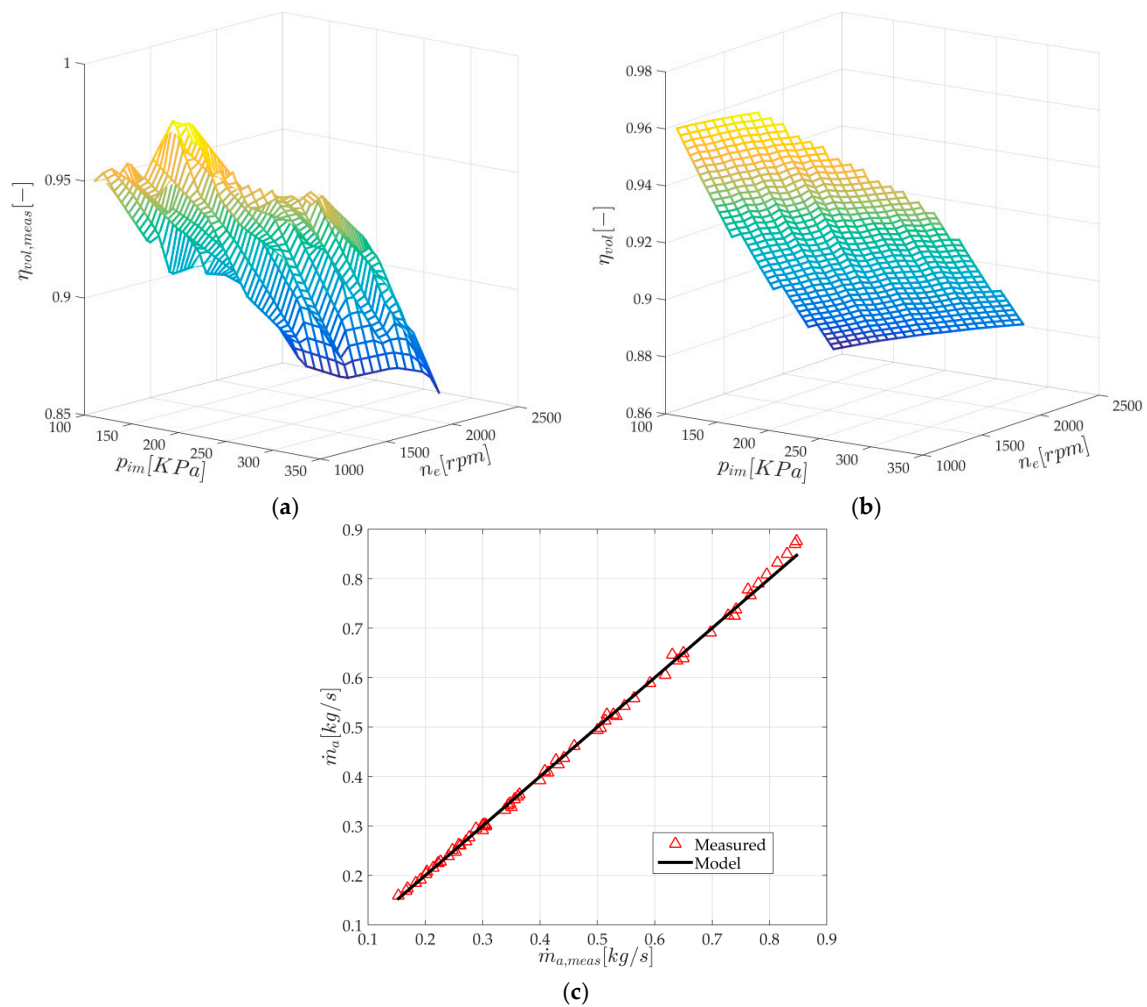 1
0.95
0.9
0.85
η_{vol,meas}[−]
100
150
200
250
300
350
p_{im}[KPa]
1000
1500
2000
2500
n_e[rpm]
(a)
0.98
0.96
0.94
0.92
0.9
0.88
0.86
η_{vol}[−]
100
150
200
250
300
350
p_{im}[KPa]
1000
1500
2000
2500
n_e[rpm]
(b)
0.9
0.8
0.7
0.6
0.5
0.4
0.3
0.2
0.1
ṁ_a[kg/s]
Measured
Model
0.1 0.2 0.3 0.4 0.5 0.6 0.7 0.8 0.9
ṁ_{a,meas}[kg/s]
(c)